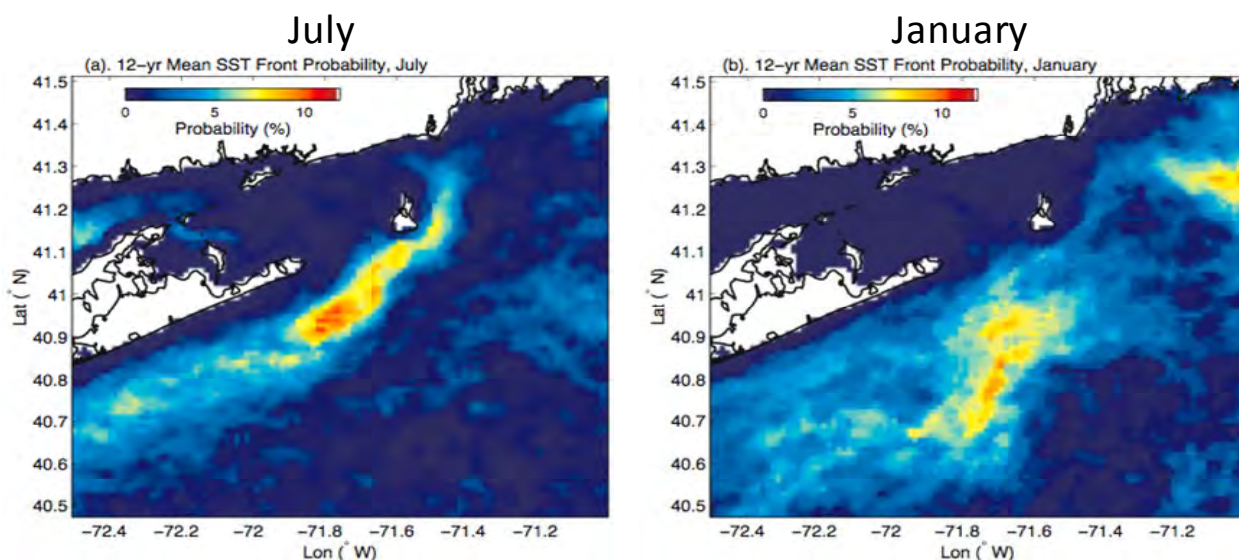 July
January
(a). 12-yr Mean SST Front Probability, July
(b). 12-yr Mean SST Front Probability, January
41.5
41.4
41.3
41.2
41.1
41
40.9
40.8
40.7
40.6
40.5
Lat (° N)
0 5 10
Probability (%)
-72.4 -72.2 -72 -71.8 -71.6 -71.4 -71.2
Lon (° W)
41.5
41.4
41.3
41.2
41.1
41
40.9
40.8
40.7
40.6
40.5
Lat (° N)
0 5 10
Probability (%)
-72.4 -72.2 -72 -71.8 -71.6 -71.4 -71.2
Lon (° W)